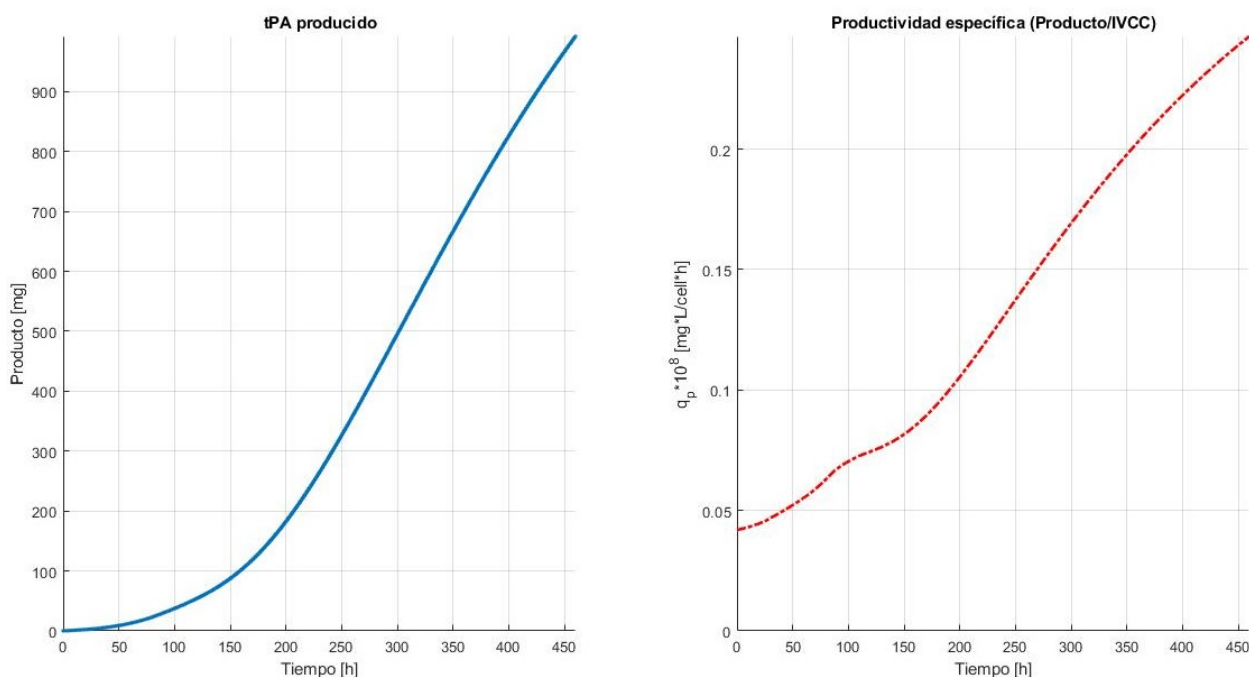 tPA producido
Producto [mg]
900
800
700
600
500
400
300
200
100
0
0 50 100 150 200 250 300 350 400 450
Tiempo [h]
Productividad específica (Producto/IVCC)
q_p*10^8 [mg*L/cell*h]
0.2
0.15
0.1
0.05
0
0 50 100 150 200 250 300 350 400 450
Tiempo [h]